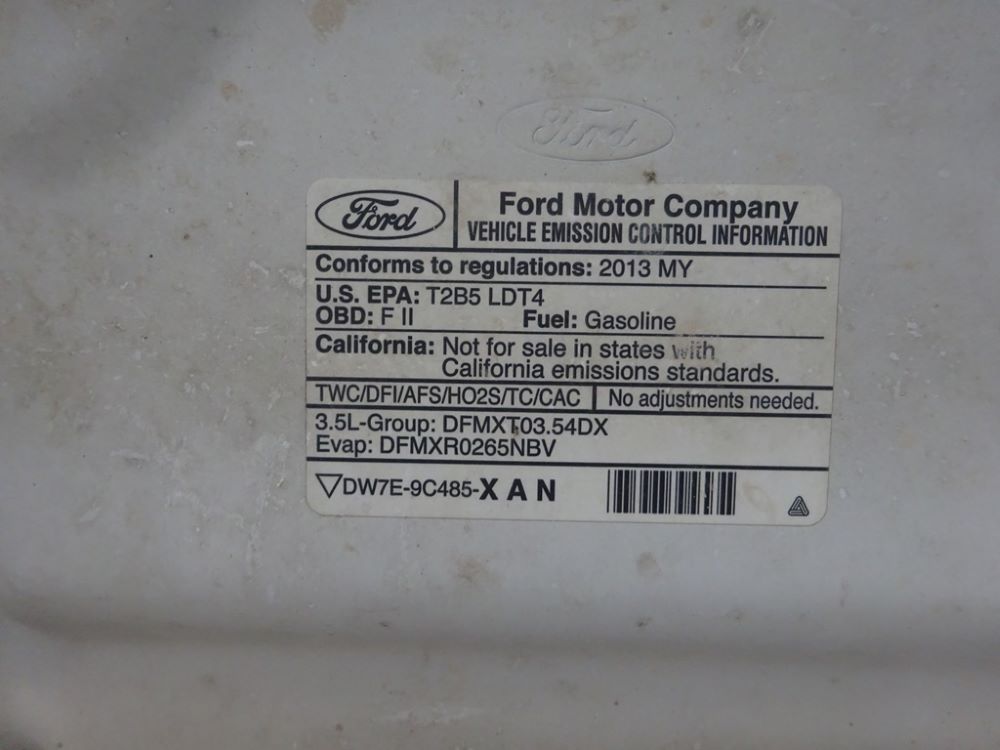 Ford
Ford
Ford Motor Company
VEHICLE EMISSION CONTROL INFORMATION
Conforms to regulations: 2013 MY
U.S. EPA: T2B5 LDT4
OBD: F II Fuel: Gasoline
California: Not for sale in states with
California emissions standards.
TWC/DFI/AFS/HO2S/TC/CAC No adjustments needed.
3.5L-Group: DFMXT03.54DX
Evap: DFMXR0265NBV
DW7E-9C485-X A N